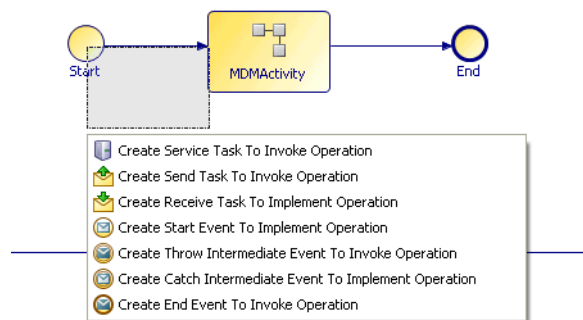 Start
MDMActivity
End
Create Service Task To Invoke Operation
Create Send Task To Invoke Operation
Create Receive Task To Implement Operation
Create Start Event To Implement Operation
Create Throw Intermediate Event To Invoke Operation
Create Catch Intermediate Event To Implement Operation
Create End Event To Invoke Operation